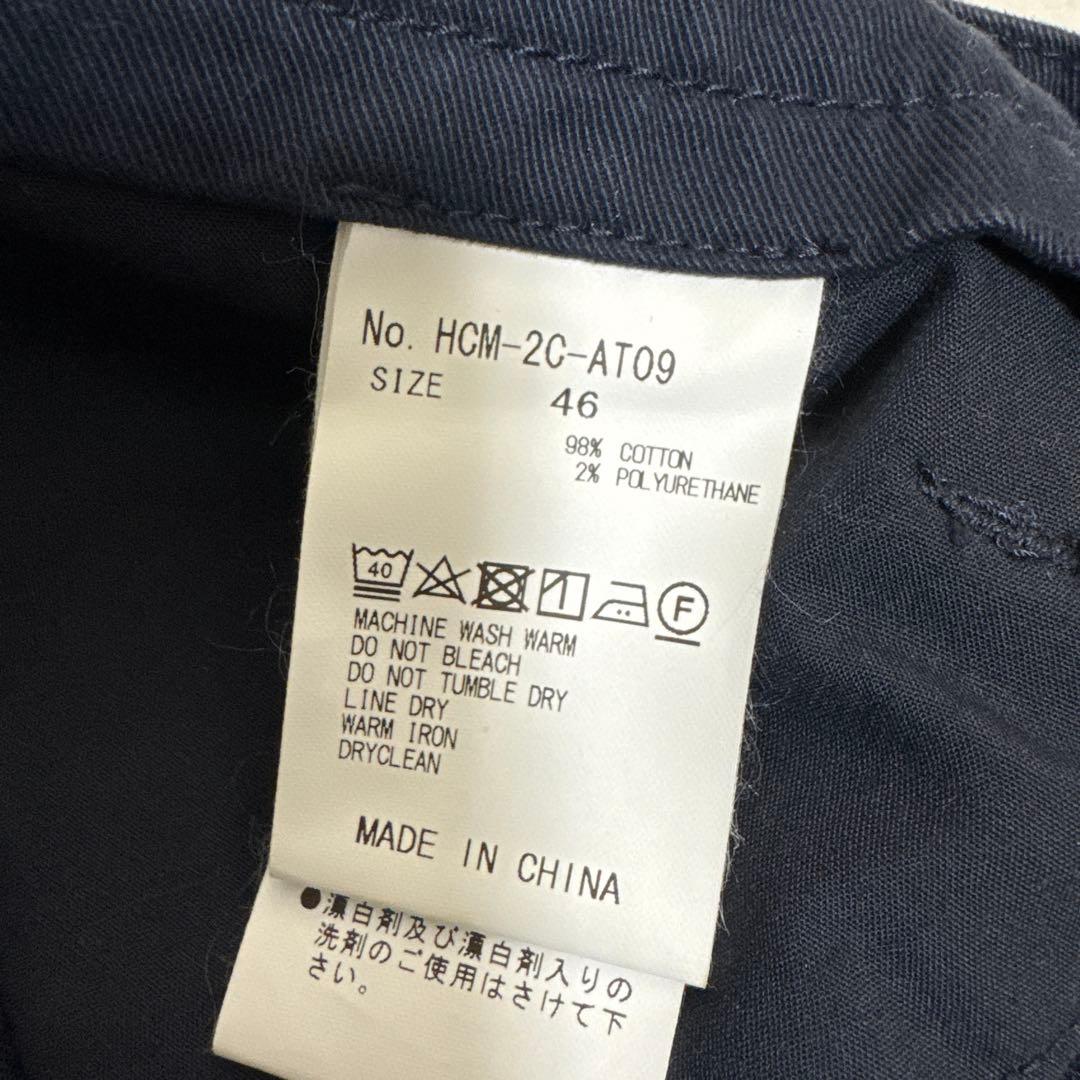 No. HCM-2C-AT09
SIZE 46
98% COTTON
2% POLYURETHANE
40 F
MACHINE WASH WARM
DO NOT BLEACH
DO NOT TUMBLE DRY
LINE DRY
WARM IRON
DRYCLEAN
MADE IN CHINA
●漂白剤及び漂白剤入りの
洗剤のご使用はさけて下
さい。